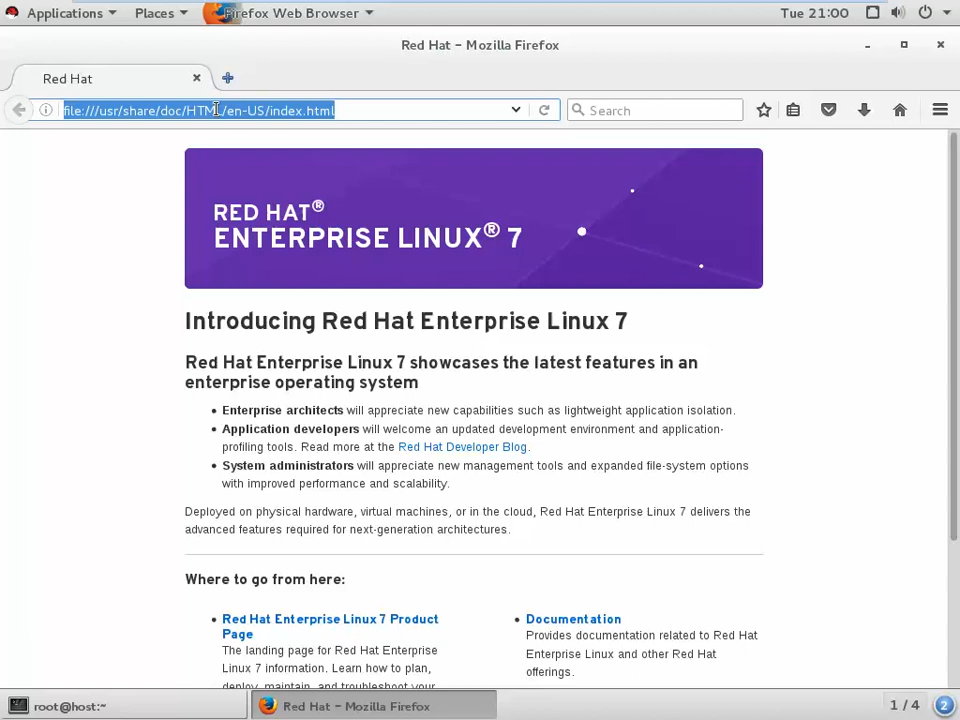 Applications Places Firefox Web Browser Tue 21:00
Red Hat – Mozilla Firefox
Red Hat
file:///usr/share/doc/HTML/en-US/index.html Search
RED HAT®
ENTERPRISE LINUX® 7
Introducing Red Hat Enterprise Linux 7
Red Hat Enterprise Linux 7 showcases the latest features in an
enterprise operating system
• Enterprise architects will appreciate new capabilities such as lightweight application isolation.
• Application developers will welcome an updated development environment and application-
profiling tools. Read more at the Red Hat Developer Blog.
• System administrators will appreciate new management tools and expanded file-system options
with improved performance and scalability.
Deployed on physical hardware, virtual machines, or in the cloud, Red Hat Enterprise Linux 7 delivers the
advanced features required for next-generation architectures.
Where to go from here:
• Red Hat Enterprise Linux 7 Product
Page
The landing page for Red Hat Enterprise
Linux 7 information. Learn how to plan,
deploy, maintain, and troubleshoot your
• Documentation
Provides documentation related to Red Hat
Enterprise Linux and other Red Hat
offerings.
root@host:~ Red Hat – Mozilla Firefox 1 / 4 2